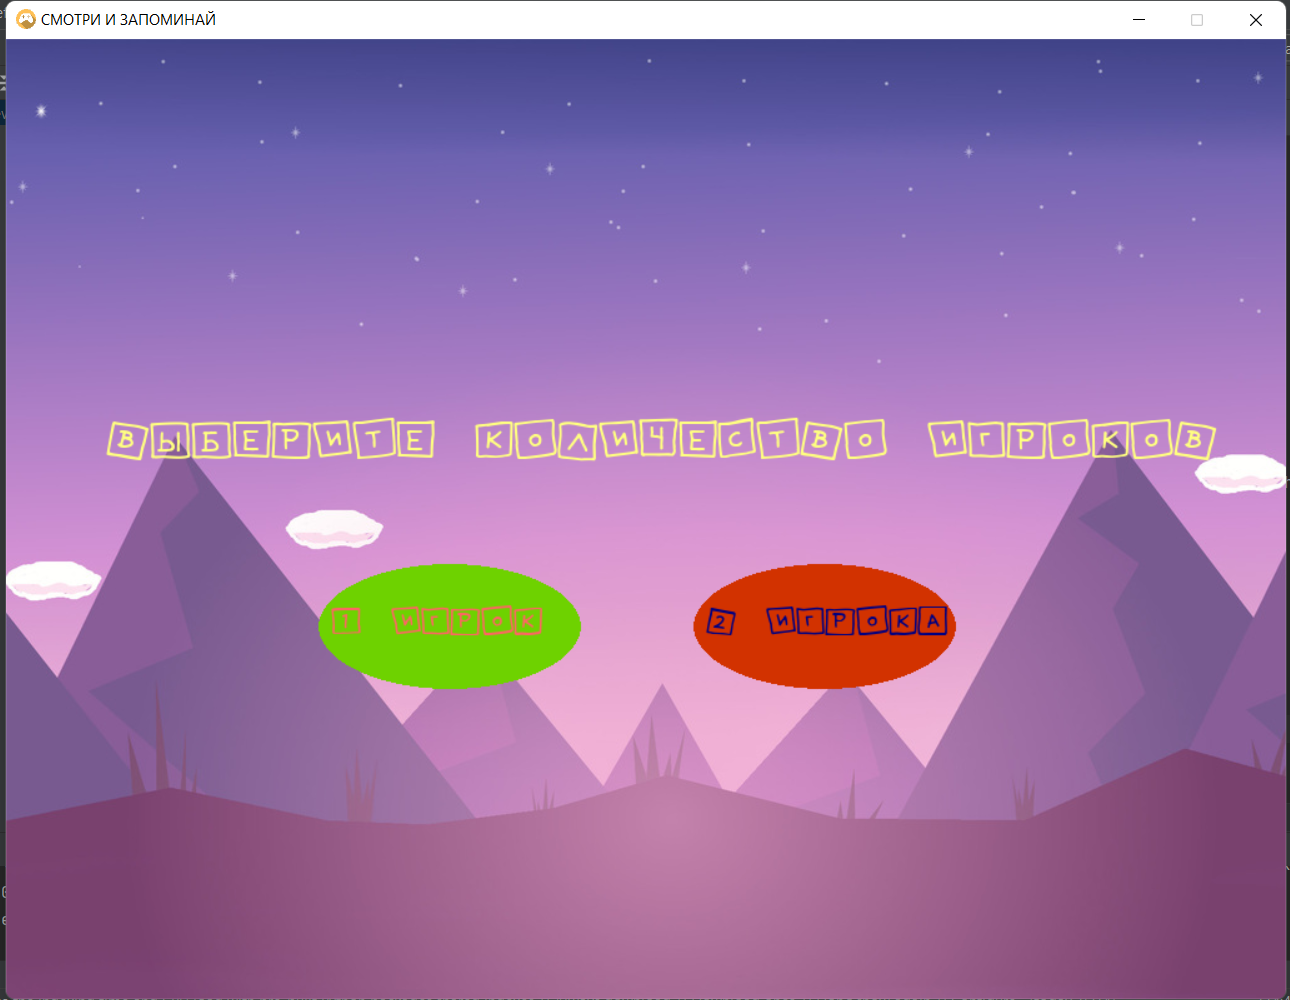 СМОТРИ И ЗАПОМИНАЙ
ВЫБЕРИТЕ КОЛИЧЕСТВО ИГРОКОВ
1 ИГРОК
2 ИГРОКА